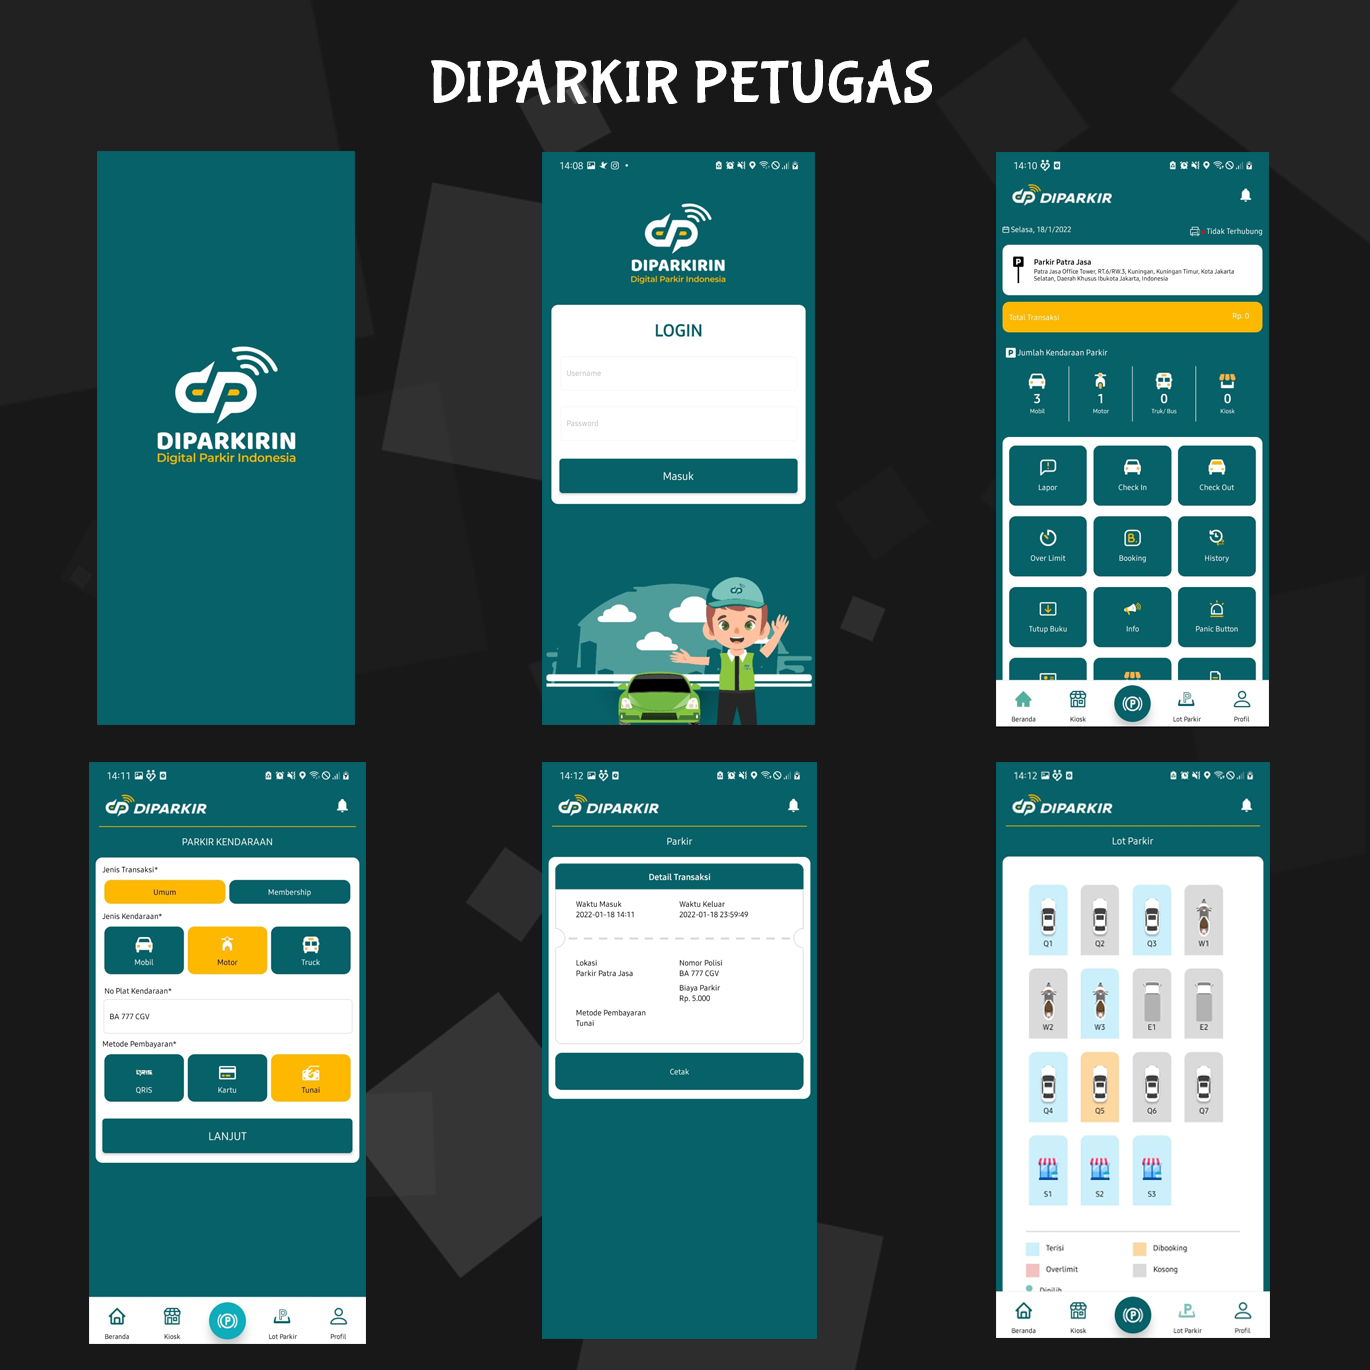 DIPARKIR PETUGAS
DIPARKIRIN
Digital Parkir Indonesia
14:08
DIPARKIRIN
Digital Parkir Indonesia
LOGIN
Username
Password
Masuk
14:10
DIPARKIR
Selasa, 18/1/2022
Tidak Terhubung
Parkir Patra Jasa
Patra Jasa Office Tower, RT.6/RW.3, Kuningan, Kuningan Timur, Kota Jakarta
Selatan, Daerah Khusus Ibukota Jakarta, Indonesia
Total Transaksi Rp. 0
P Jumlah Kendaraan Parkir
3 1 0 0
Mobil Motor Truk/ Bus Kiosk
Lapor Check In Check Out
Over Limit Booking History
Tutup Buku Info Panic Button
Beranda Kiosk Lot Parkir Profil
14:11
DIPARKIR
PARKIR KENDARAAN
Jenis Transaksi*
Umum Membership
Jenis Kendaraan*
Mobil Motor Truck
No Plat Kendaraan*
BA 777 CGV
Metode Pembayaran*
QRIS
QRIS Kartu Tunai
LANJUT
Beranda Kiosk Lot Parkir Profil
14:12
DIPARKIR
Parkir
Detail Transaksi
Waktu Masuk Waktu Keluar
2022-01-18 14:11 2022-01-18 23:59:49
Lokasi Nomor Polisi
Parkir Patra Jasa BA 777 CGV
Biaya Parkir
Rp. 5.000
Metode Pembayaran
Tunai
Cetak
14:12
DIPARKIR
Lot Parkir
Q1 Q2 Q3 W1
W2 W3 E1 E2
Q4 Q5 Q6 Q7
S1 S2 S3
Terisi Dibooking
Overlimit Kosong
Dipilih
Beranda Kiosk Lot Parkir Profil